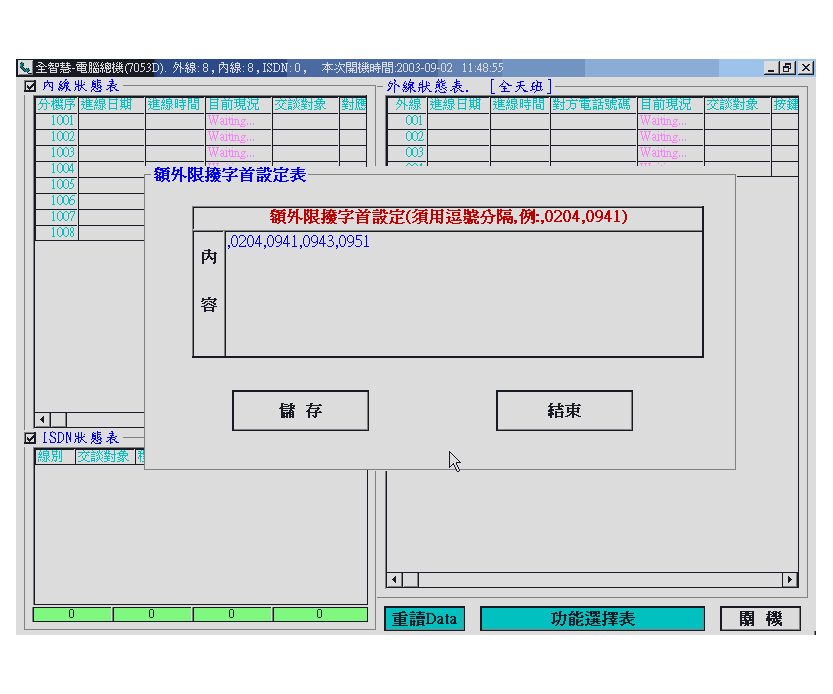 全智慧-電腦總機(7053D). 外線:8,內線:8,ISDN:0, 本次開機時間:2003-09-02 11:48:55
內線狀態表
分機序 進線日期 進線時間 目前現況 交談對象 對應
1001 Waiting...
1002 Waiting...
1003 Waiting...
1004
1005
1006
1007
1008
外線狀態表. [全天班]
外線 進線日期 進線時間 對方電話號碼 目前現況 交談對象 按鍵
001 Waiting...
002 Waiting...
003 Waiting...
額外限撥字首設定表
額外限撥字首設定(須用逗號分隔,例:,0204,0941)
內容
,0204,0941,0943,0951
儲 存 結束
ISDN狀態表
線別 交談對象
0 0 0 0
重讀Data 功能選擇表 關 機